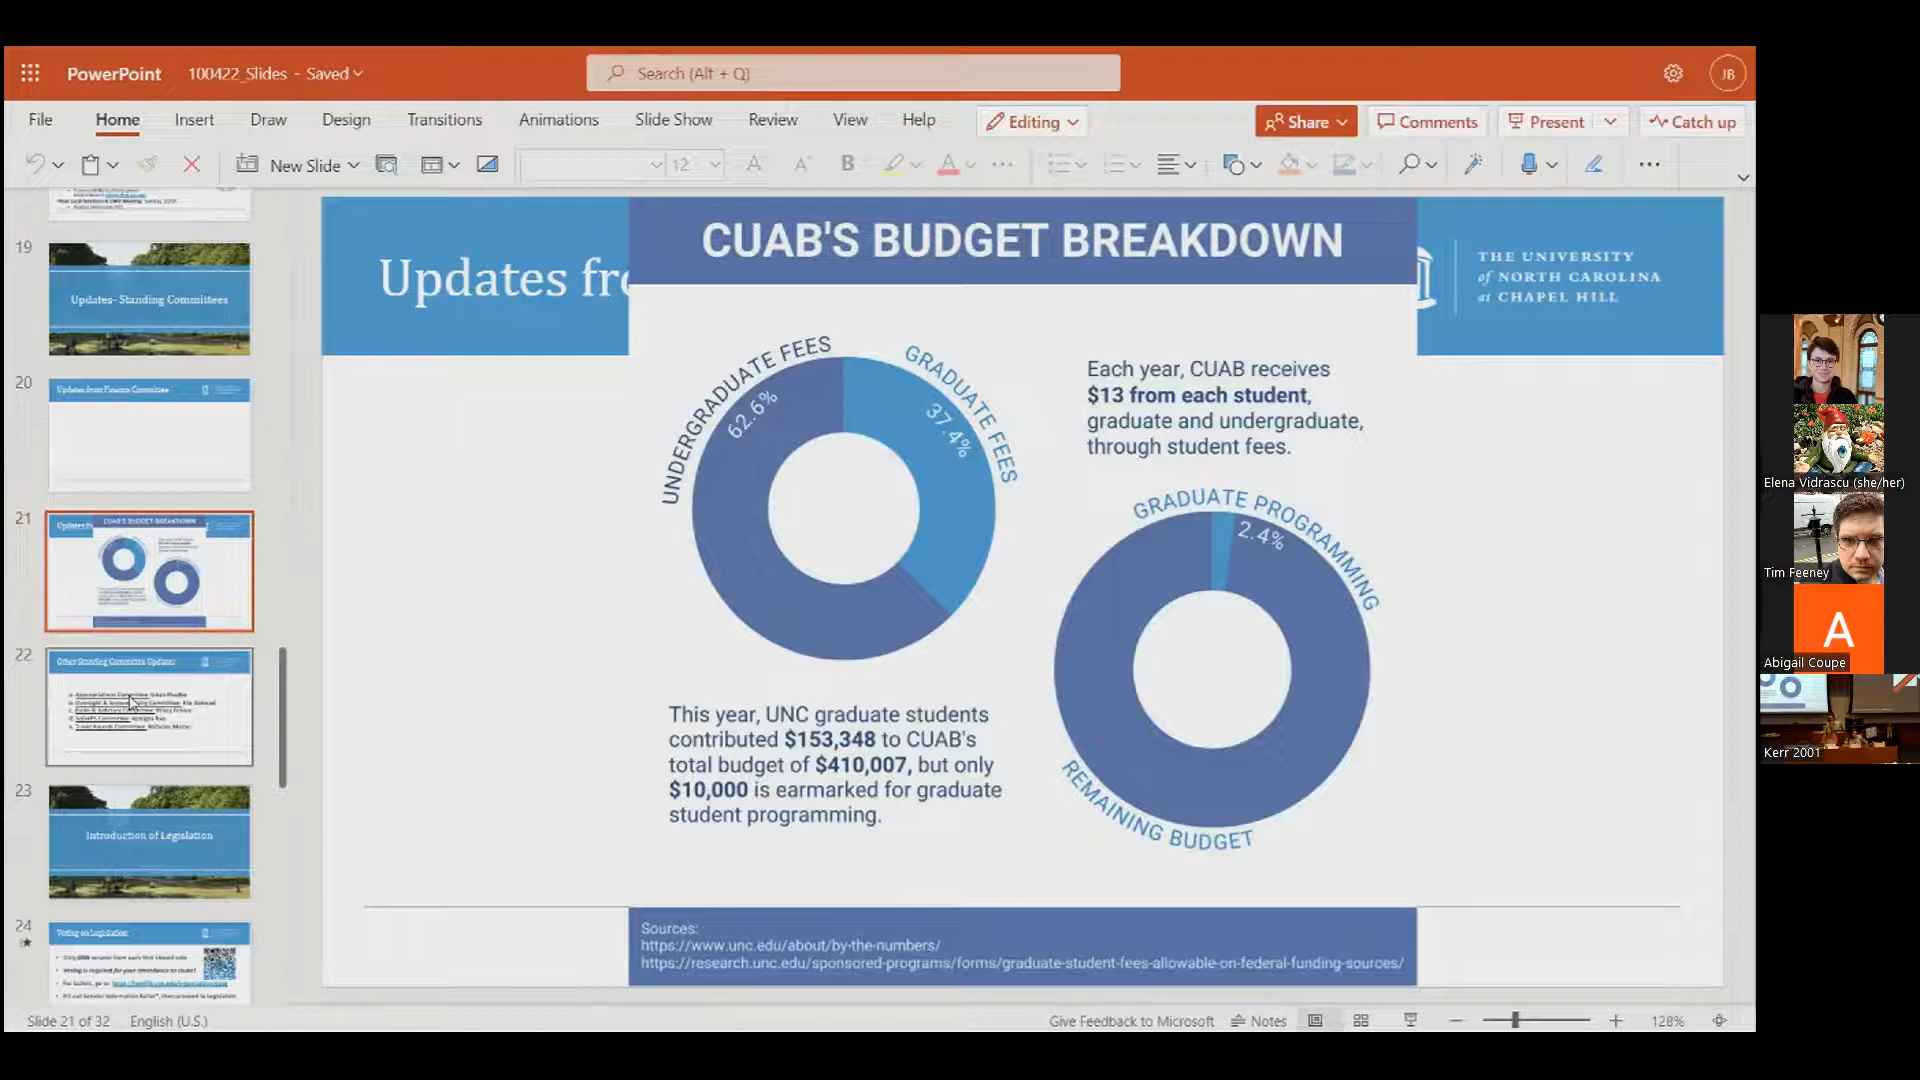 PowerPoint
100422_Slides - Saved
Search (Alt + Q)
JB
File
Home
Insert
Draw
Design
Transitions
Animations
Slide Show
Review
View
Help
Editing
Share
Comments
Present
Catch up
New Slide
12
B
A
19
Updates- Standing Committees
20
Updates from Finance Committee
21
CUAB'S BUDGET BREAKDOWN
22
Other Standing Committee Updates
23
Introduction of Legislation
24
Voting on Legislation
Updates fro
CUAB'S BUDGET BREAKDOWN
THE UNIVERSITY
of NORTH CAROLINA
at CHAPEL HILL
UNDERGRADUATE FEES
62.6%
GRADUATE FEES
37.4%
Each year, CUAB receives
$13 from each student,
graduate and undergraduate,
through student fees.
GRADUATE PROGRAMMING
2.4%
REMAINING BUDGET
This year, UNC graduate students
contributed $153,348 to CUAB's
total budget of $410,007, but only
$10,000 is earmarked for graduate
student programming.
Sources:
https://www.unc.edu/about/by-the-numbers/
https://research.unc.edu/sponsored-programs/forms/graduate-student-fees-allowable-on-federal-funding-sources/
Slide 21 of 32
English (U.S.)
Give Feedback to Microsoft
Notes
128%
Elena Vidrascu (she/her)
Tim Feeney
A
Abigail Coupe
Kerr 2001